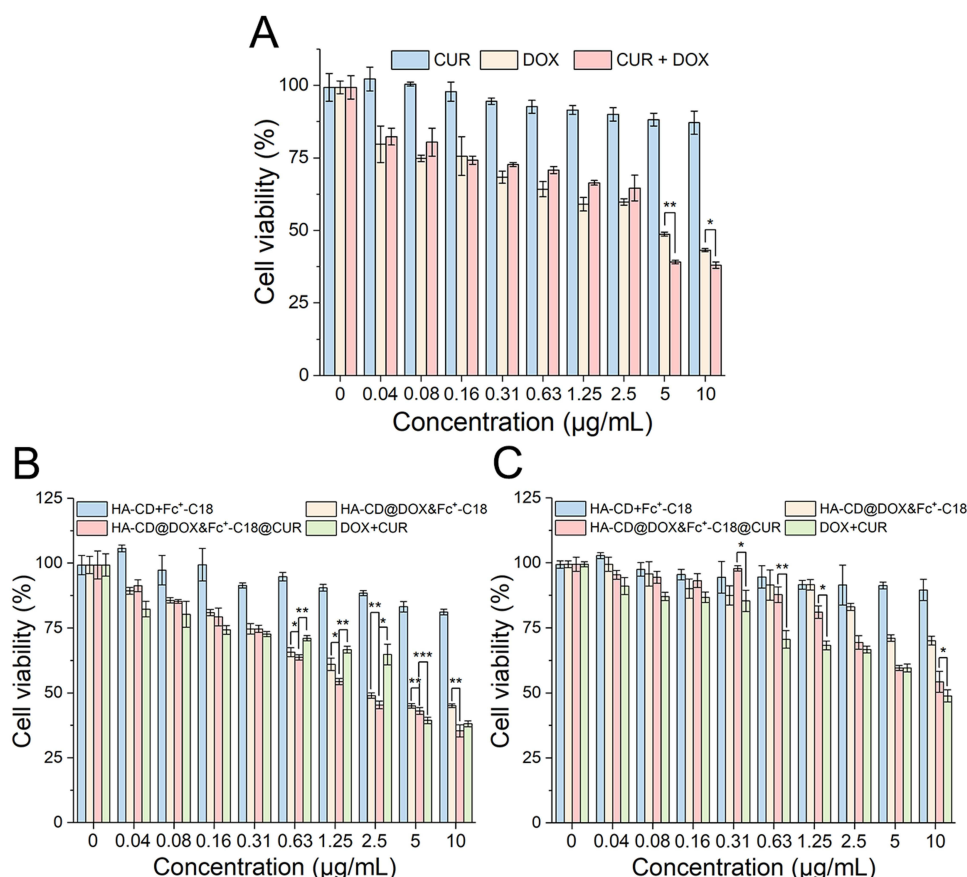 A
CUR DOX CUR + DOX
Cell viability (%)
100
75
50
25
0
** *
0 0.04 0.08 0.16 0.31 0.63 1.25 2.5 5 10
Concentration (µg/mL)
B
HA-CD+Fc⁺-C18 HA-CD@DOX&Fc⁺-C18
HA-CD@DOX&Fc⁺-C18@CUR DOX+CUR
Cell viability (%)
125
100
75
50
25
0
* ** * ** ** * ** *** **
0 0.04 0.08 0.16 0.31 0.63 1.25 2.5 5 10
Concentration (µg/mL)
C
HA-CD+Fc⁺-C18 HA-CD@DOX&Fc⁺-C18
HA-CD@DOX&Fc⁺-C18@CUR DOX+CUR
Cell viability (%)
125
100
75
50
25
0
* ** * *
0 0.04 0.08 0.16 0.31 0.63 1.25 2.5 5 10
Concentration (µg/mL)